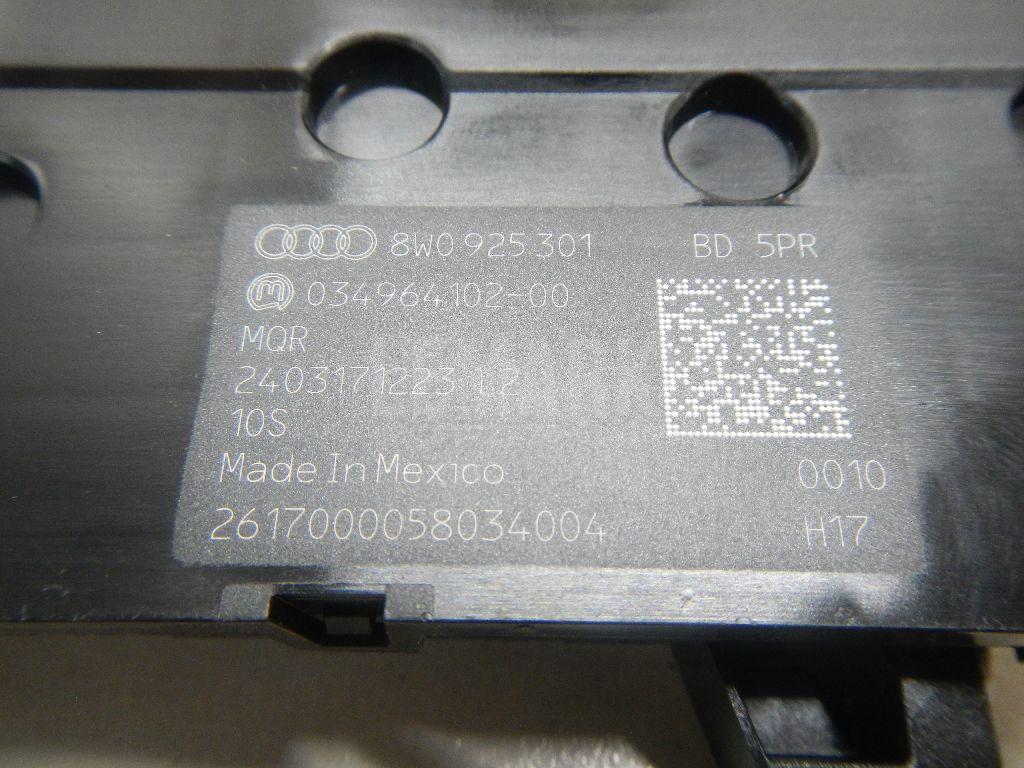 8W0 925 301 BD 5PR
034964102-00
MQR
2403171223 1.2
10S
Made In Mexico 0010
2617000058034004 H17